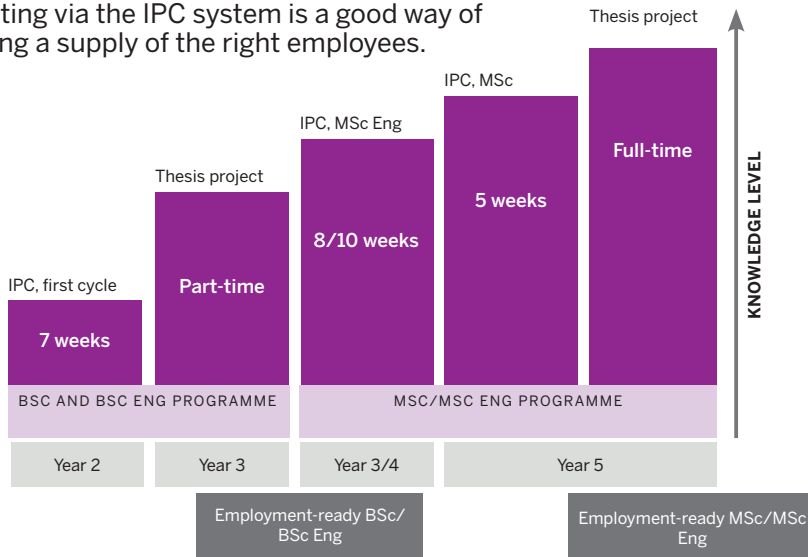 ting via the IPC system is a good way of
ng a supply of the right employees.
Thesis project
IPC, MSc
IPC, MSc Eng
Thesis project
IPC, first cycle
Full-time
5 weeks
8/10 weeks
Part-time
7 weeks
KNOWLEDGE LEVEL
BSC AND BSC ENG PROGRAMME
MSC/MSC ENG PROGRAMME
Year 2
Year 3
Year 3/4
Year 5
Employment-ready BSc/
BSc Eng
Employment-ready MSc/MSc
Eng